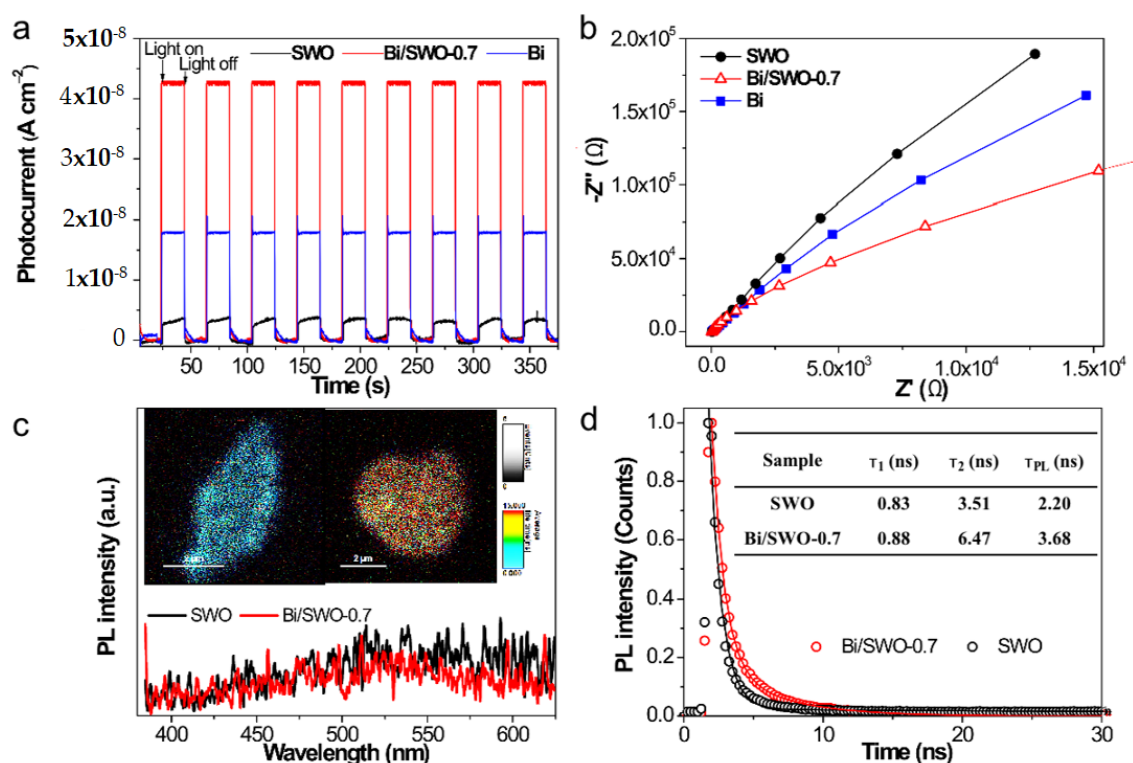 a
5x10⁻⁸
4x10⁻⁸
3x10⁻⁸
2x10⁻⁸
1x10⁻⁸
0
Photocurrent (A cm⁻²)
Light on
Light off
SWO Bi/SWO-0.7 Bi
50 100 150 200 250 300 350
Time (s)
b
2.0x10⁵
1.5x10⁵
1.0x10⁵
5.0x10⁴
0.0
-Z'' (Ω)
SWO
Bi/SWO-0.7
Bi
0.0 5.0x10³ 1.0x10⁴ 1.5x10⁴
Z' (Ω)
c
PL intensity (a.u.)
2 µm
SWO Bi/SWO-0.7
400 450 500 550 600
Wavelength (nm)
d
1.0
0.8
0.6
0.4
0.2
0.0
PL intensity (Counts)
Sample τ₁ (ns) τ₂ (ns) τPL (ns)
SWO 0.83 3.51 2.20
Bi/SWO-0.7 0.88 6.47 3.68
Bi/SWO-0.7 SWO
0 10 20 30
Time (ns)